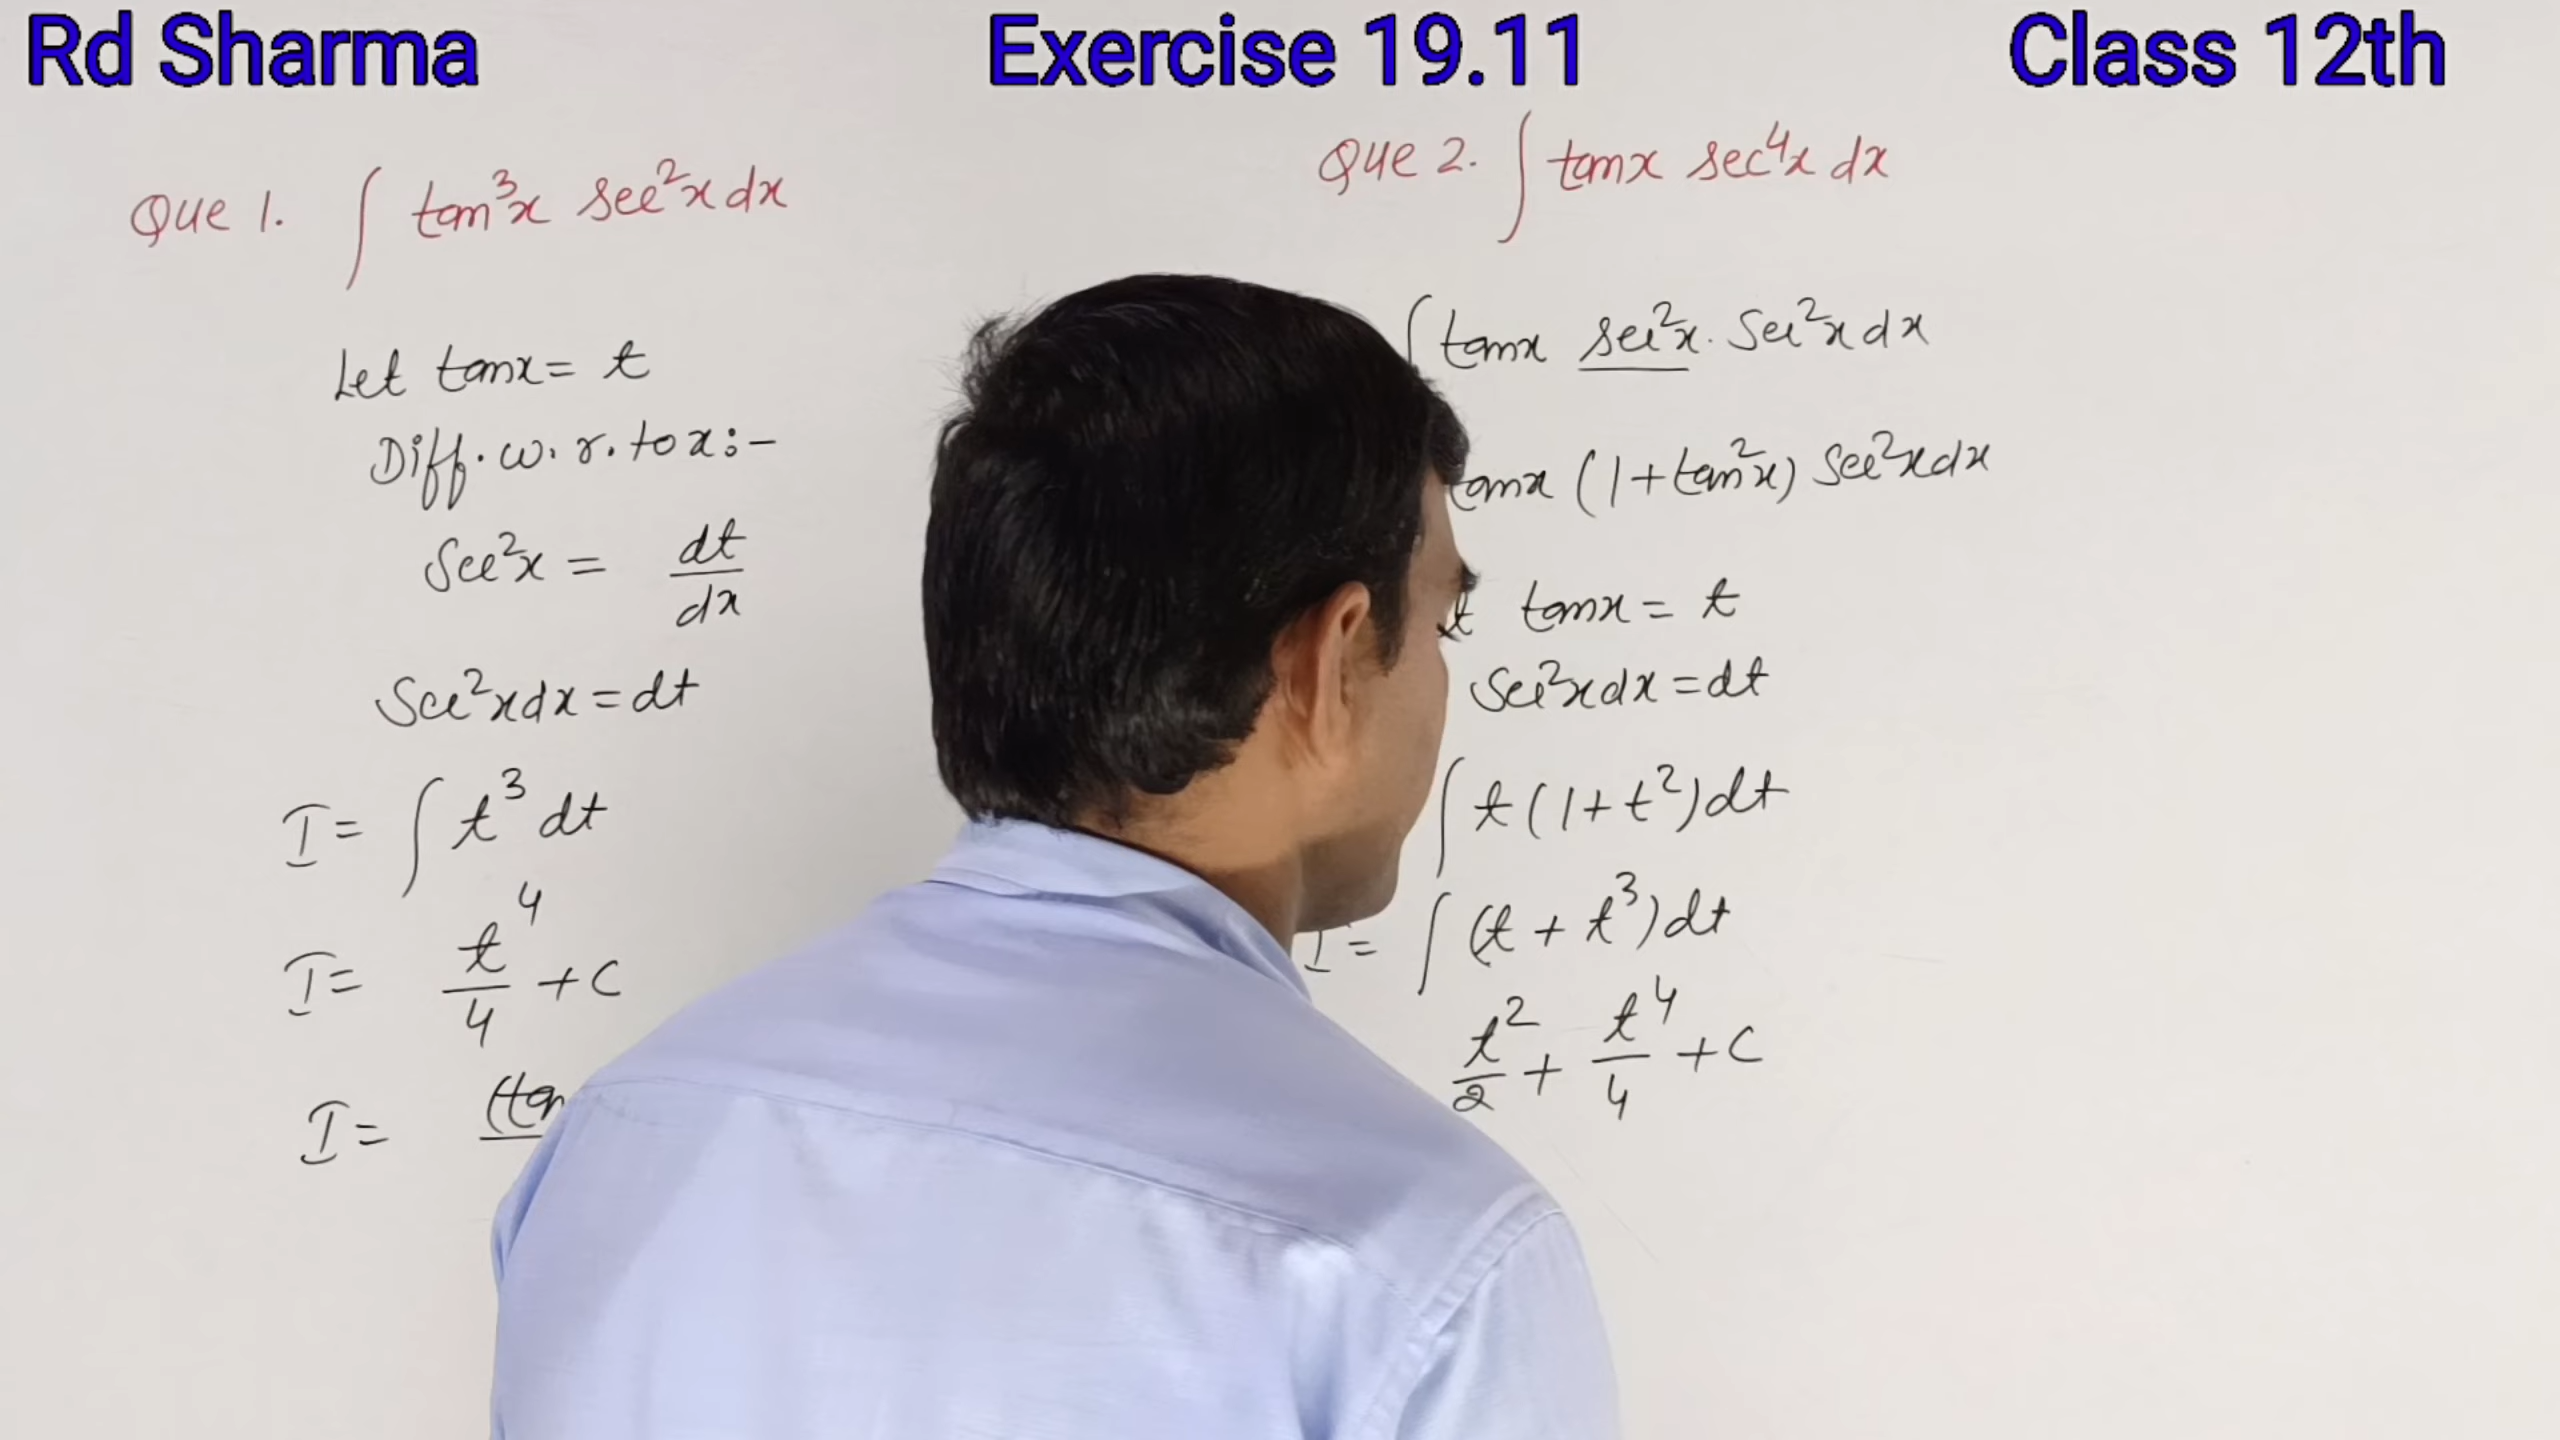 Rd Sharma Exercise 19.11 Class 12th
Que 1. ∫ tan³x sec²x dx
Let tanx = t
Diff. w. r. to x :-
Sec²x = dt/dx
Sec²x dx = dt
I = ∫ t³ dt
I = t⁴/4 + C
I = (tan
Que 2. ∫ tanx sec⁴x dx
∫ tanx sec²x . Sec²x dx
tanx (1 + tan²x) Sec²x dx
tanx = t
Sec²x dx = dt
∫ t (1 + t²) dt
I = ∫ (t + t³) dt
t²/2 + t⁴/4 + C